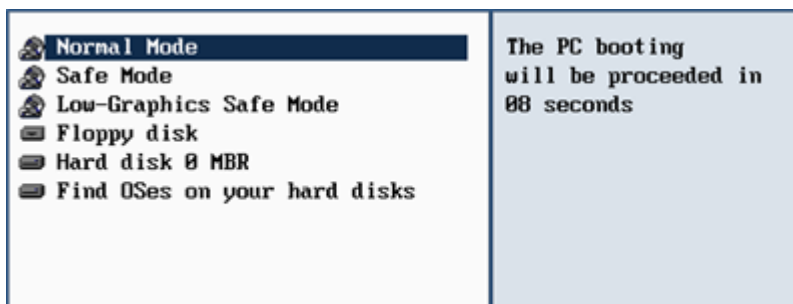 Normal Mode
Safe Mode
Low-Graphics Safe Mode
Floppy disk
Hard disk 0 MBR
Find OSes on your hard disks
The PC booting
will be proceeded in
08 seconds